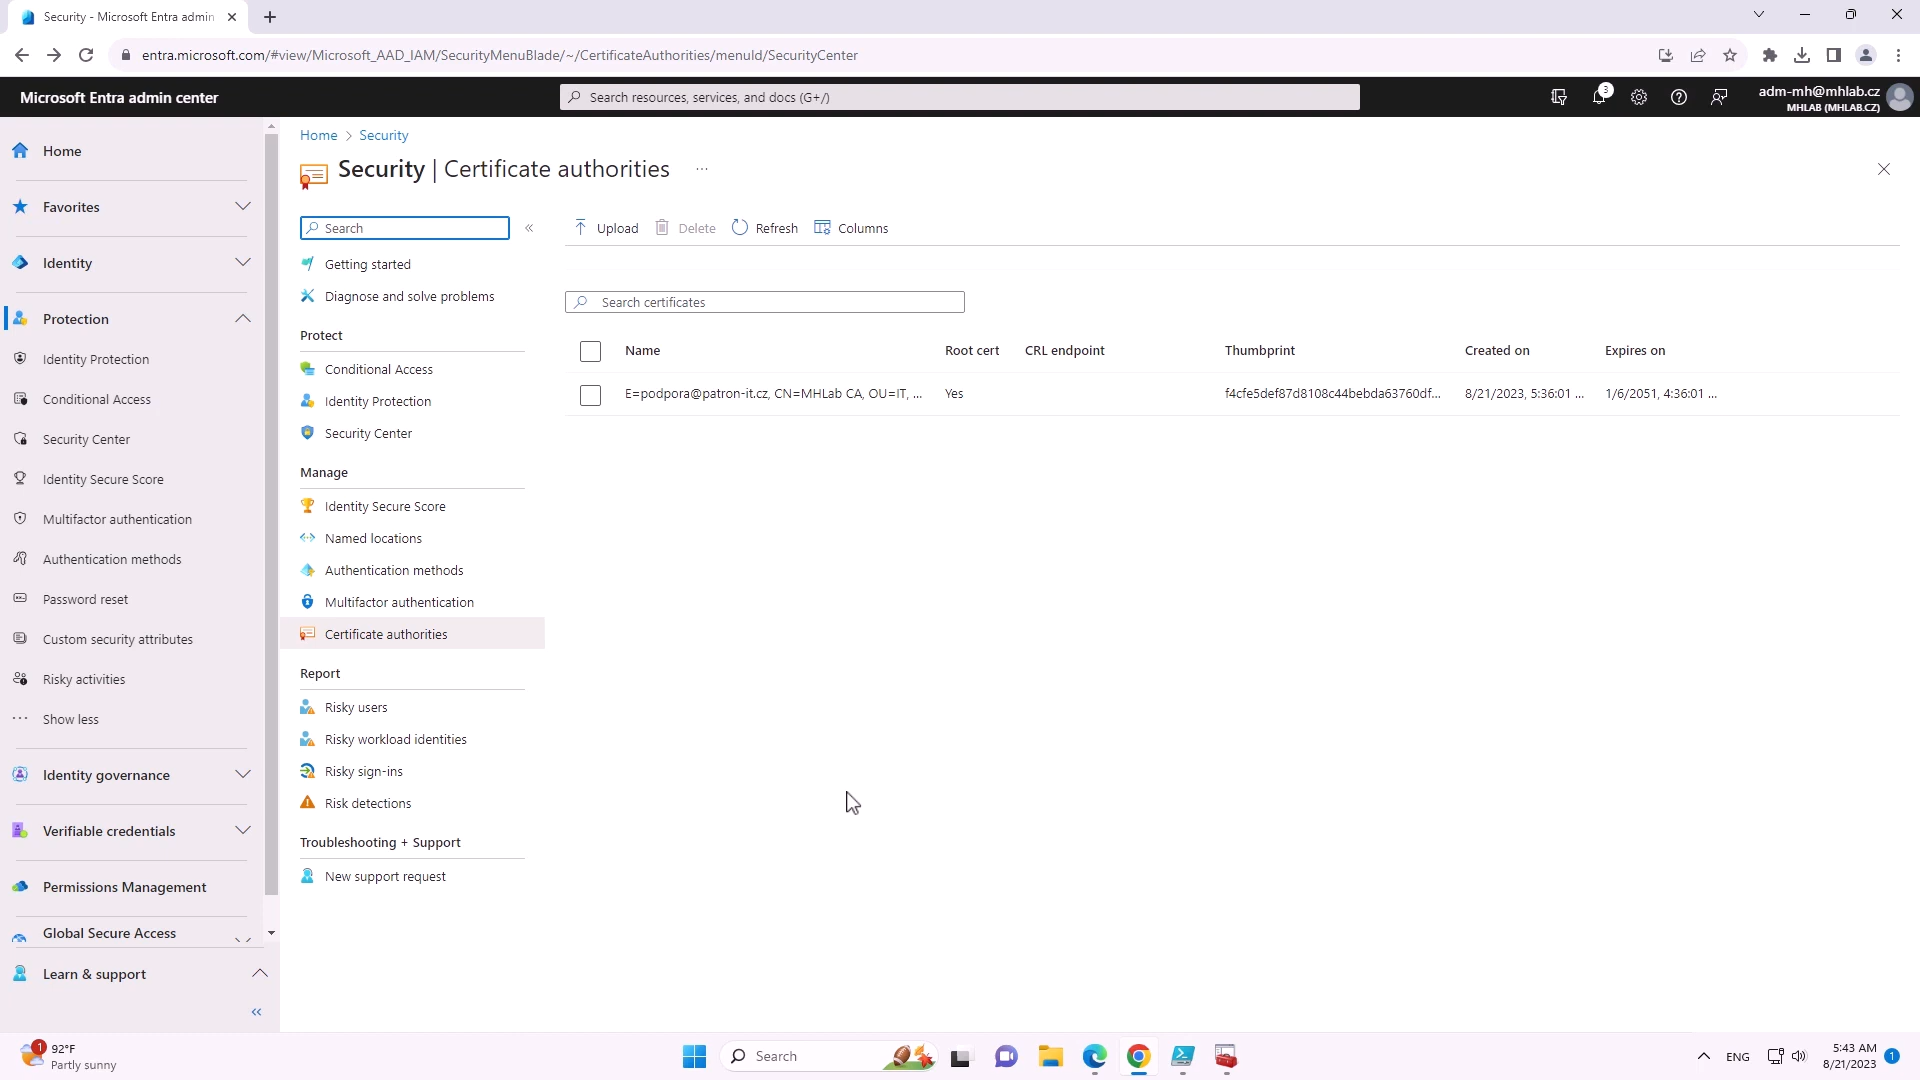 Security - Microsoft Entra admin
entra.microsoft.com/#view/Microsoft_AAD_IAM/SecurityMenuBlade/~/CertificateAuthorities/menuId/SecurityCenter
Microsoft Entra admin center
Search resources, services, and docs (G+/)
3
adm-mh@mhlab.cz
MHLAB (MHLAB.CZ)
Home
Favorites
Identity
Protection
Identity Protection
Conditional Access
Security Center
Identity Secure Score
Multifactor authentication
Authentication methods
Password reset
Custom security attributes
Risky activities
Show less
Identity governance
Verifiable credentials
Permissions Management
Global Secure Access
Learn & support
Home > Security
Security | Certificate authorities ...
Search
Getting started
Diagnose and solve problems
Protect
Conditional Access
Identity Protection
Security Center
Manage
Identity Secure Score
Named locations
Authentication methods
Multifactor authentication
Certificate authorities
Report
Risky users
Risky workload identities
Risky sign-ins
Risk detections
Troubleshooting + Support
New support request
Upload Delete Refresh Columns
Search certificates
Name Root cert CRL endpoint Thumbprint Created on Expires on
E=podpora@patron-it.cz, CN=MHLab CA, OU=IT, ... Yes f4cfe5def87d8108c44bebda63760df... 8/21/2023, 5:36:01 ... 1/6/2051, 4:36:01 ...
1
92°F
Partly sunny
Search
ENG
5:43 AM
8/21/2023
1